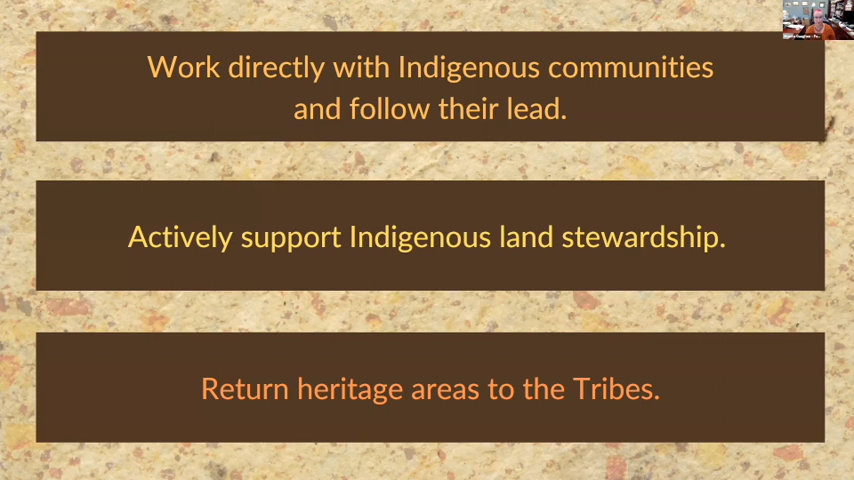 Work directly with Indigenous communities
and follow their lead.
Actively support Indigenous land stewardship.
Return heritage areas to the Tribes.